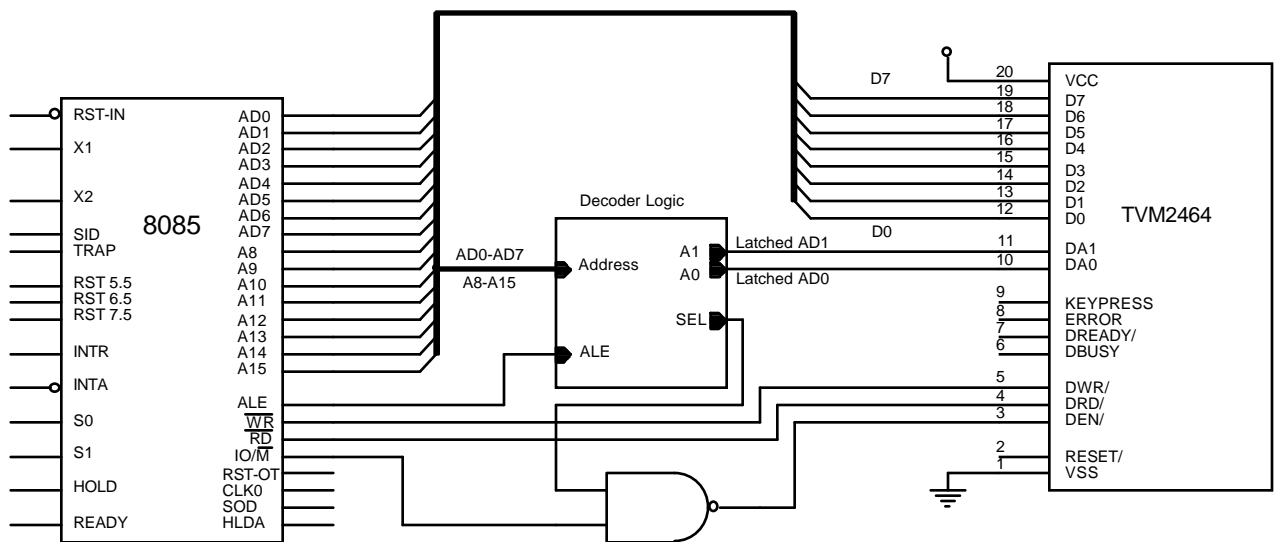 8085
RST-IN
X1
X2
SID
TRAP
RST 5.5
RST 6.5
RST 7.5
INTR
INTA
S0
S1
HOLD
READY
AD0
AD1
AD2
AD3
AD4
AD5
AD6
AD7
A8
A9
A10
A11
A12
A13
A14
A15
ALE
WR
RD
IO/M
RST-OT
CLK0
SOD
HLDA
AD0-AD7
A8-A15
Decoder Logic
Address
ALE
A1
A0
SEL
Latched AD1
Latched AD0
D7
D0
TVM2464
20 VCC
19 D7
18 D6
17 D5
16 D4
15 D3
14 D2
13 D1
12 D0
11 DA1
10 DA0
9 KEYPRESS
8 ERROR
7 DREADY/
6 DBUSY
5 DWR/
4 DRD/
3 DEN/
2 RESET/
1 VSS